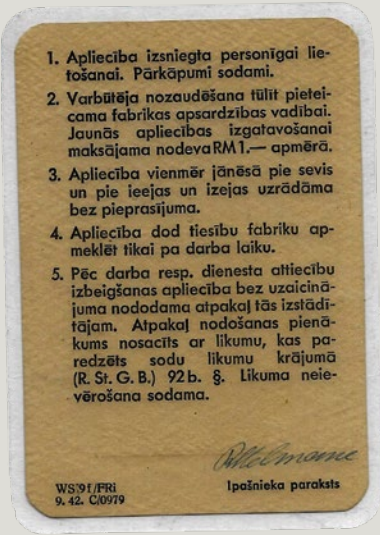 1. Apliecība izsniegta personīgai lie-
tošanai. Pārkāpumi sodami.
2. Varbūtēja nozaudēšana tūlīt pieteic-
cama fabrikas apsardzības vadībai.
Jaunās apliecības izgatavošanai
maksājama nodeva RM 1.— apmērā.
3. Apliecība vienmēr jānēsā pie sevis
un pie ieejas un izejas uzrādāma
bez pieprasījuma.
4. Apliecība dod tiesību fabriku ap-
meklēt tikai pa darba laiku.
5. Pēc darba resp. dienesta attiecību
izbeigšanas apliecība bez uzaicinā-
juma nododama atpakaļ tās izstādī-
tājam. Atpakaļ nodošanas pienā-
kums nosacīts ar likumu, kas pa-
redzēts sodu likumu krājumā
(R. St. G. B.) 92 b. §. Likuma neie-
vērošana sodama.
WS91/FRi
9. 42. C/0979
Īpašnieka paraksts